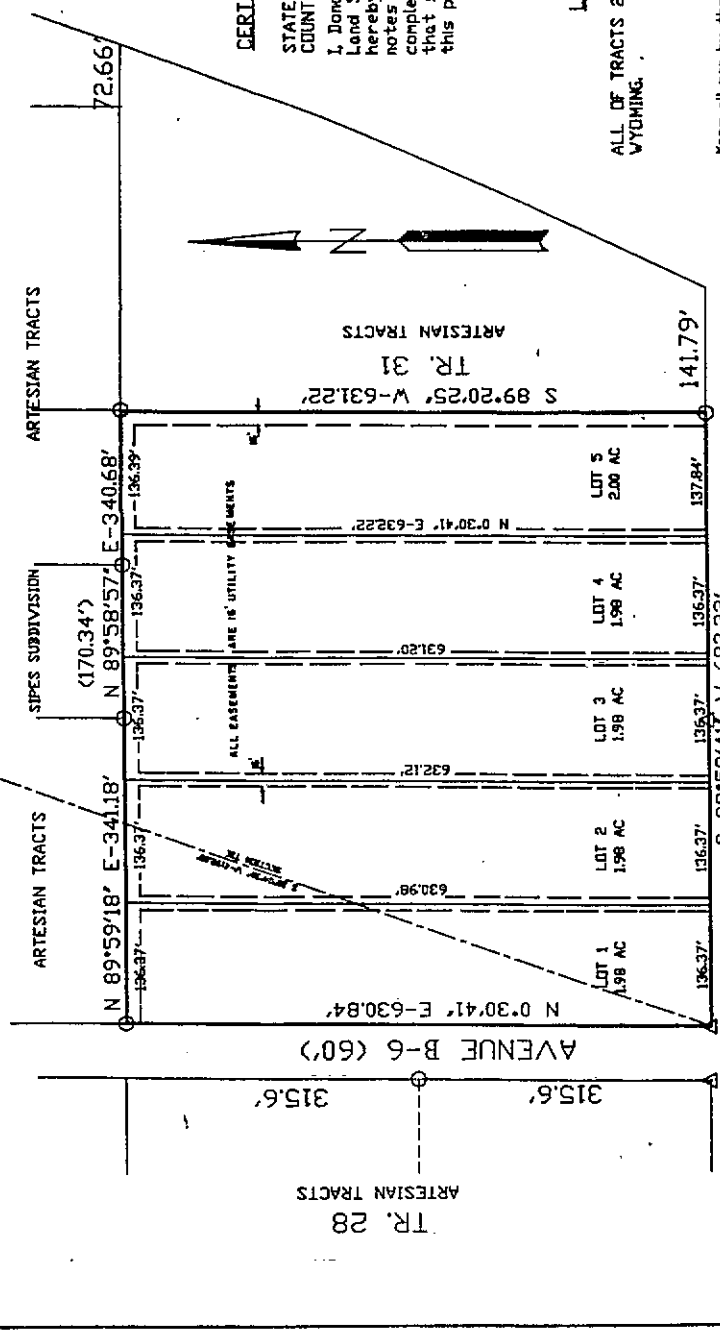 ARTESIAN TRACTS
SIPES SUBDIVISION
ARTESIAN TRACTS
N 89°59'18" E-341.18'
(170.34')
N 89°58'57" E-340.68'
72.66'
136.37'
136.37'
136.37'
136.37'
136.39'
ALL EASEMENTS ARE 16' UTILITY EASEMENTS
16'
16'
SECTION TIE
N 0°30'41" E-630.84'
630.98'
632.12'
631.20'
N 0°30'41" E-632.22'
S 89°20'25" W-631.22'
TR. 31
ARTESIAN TRACTS
N
LOT 1
1.98 AC
136.37'
LOT 2
1.98 AC
136.37'
LOT 3
1.98 AC
136.37'
LOT 4
1.98 AC
136.37'
LOT 5
2.00 AC
137.84'
141.79'
AVENUE B-6 (60')
315.6'
315.6'
TR. 28
ARTESIAN TRACTS
CERT
STATE
COUNT
I, Dona
Land S
hereby
notes
comple
that
this p
L
ALL OF TRACTS
WYOMING.